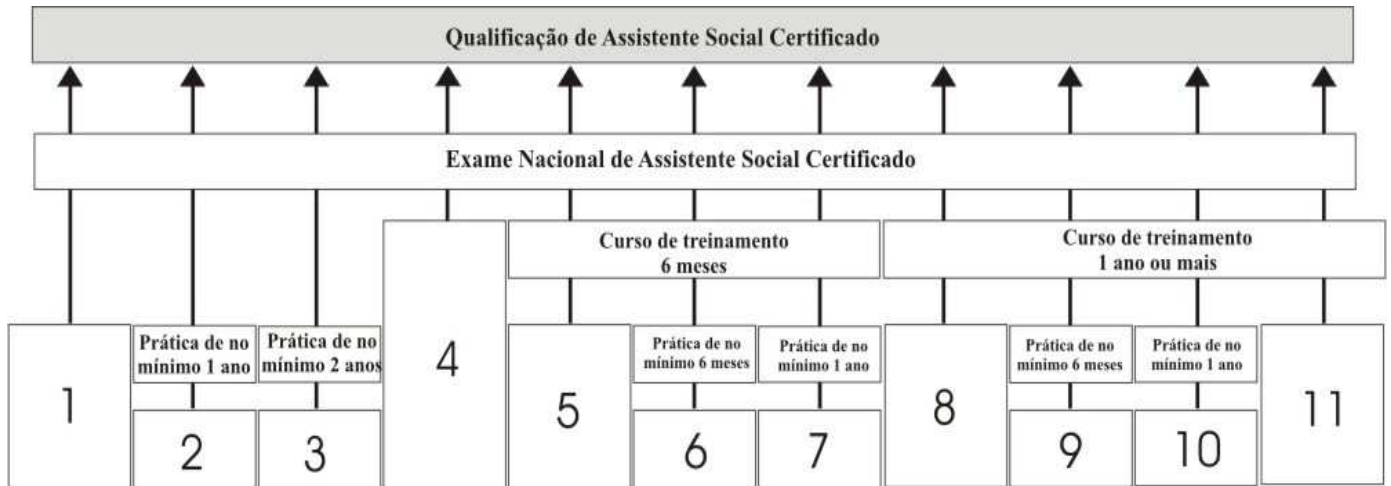 Qualificação de Assistente Social Certificado
Exame Nacional de Assistente Social Certificado
Curso de treinamento
6 meses
Curso de treinamento
1 ano ou mais
Prática de no
mínimo 1 ano
Prática de no
mínimo 2 anos
Prática de no
mínimo 6 meses
Prática de no
mínimo 1 ano
Prática de no
mínimo 6 meses
Prática de no
mínimo 1 ano
1
2
3
4
5
6
7
8
9
10
11